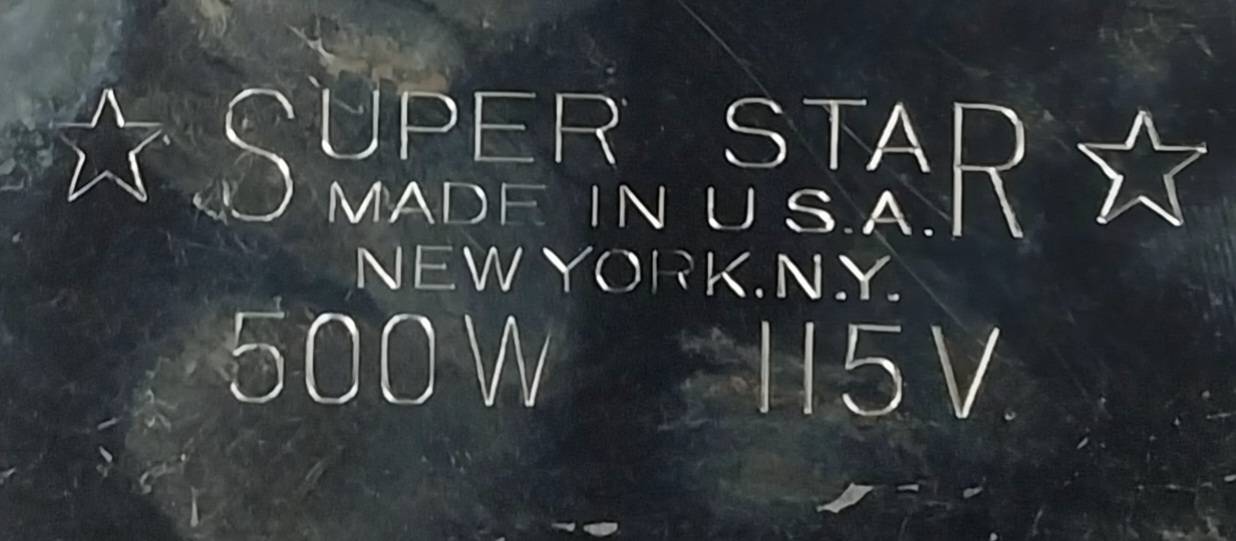 ☆ SUPER STAR ☆
MADE IN U S.A.
NEW YORK.N.Y.
500W 115V.